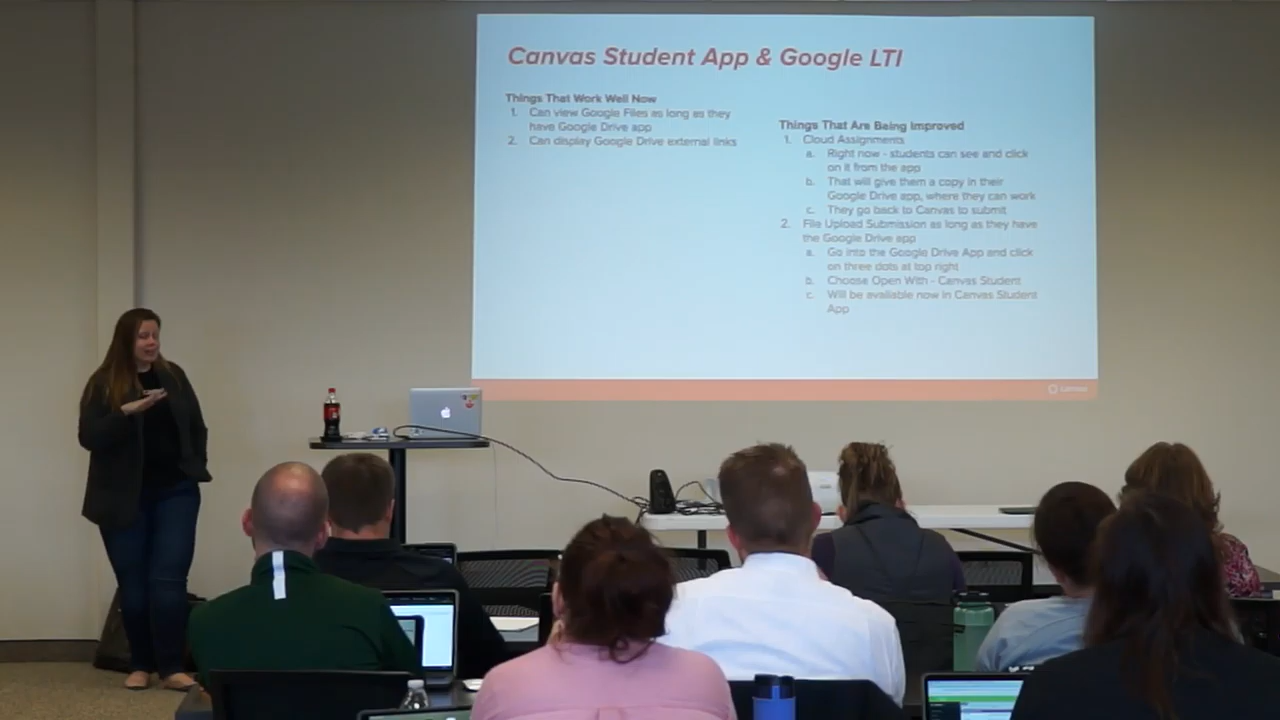 Canvas Student App & Google LTI
Things That Work Well Now
1. Can view Google Files as long as they
have Google Drive app
2. Can display Google Drive external links
Things That Are Being Improved
1. Cloud Assignments
a. Right now - students can see and click
on it from the app
b. That will give them a copy in their
Google Drive app, where they can work
c. They go back to Canvas to submit
2. File Upload Submission as long as they have
the Google Drive app
a. Go into the Google Drive App and click
on three dots at top right
b. Choose Open With - Canvas Student
c. Will be available now in Canvas Student
App
canvas